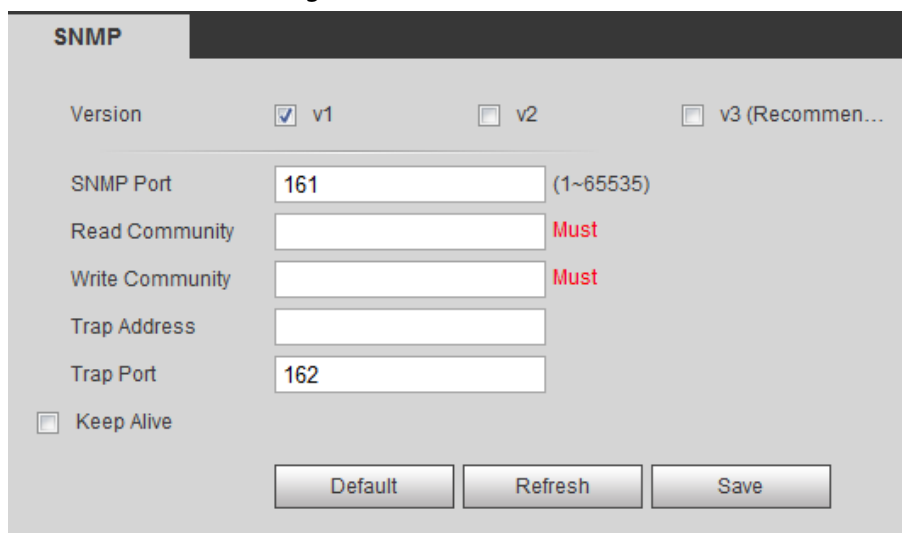 SNMP
Version v1 v2 v3 (Recommen...
SNMP Port 161 (1~65535)
Read Community Must
Write Community Must
Trap Address
Trap Port 162
Keep Alive
Default Refresh Save